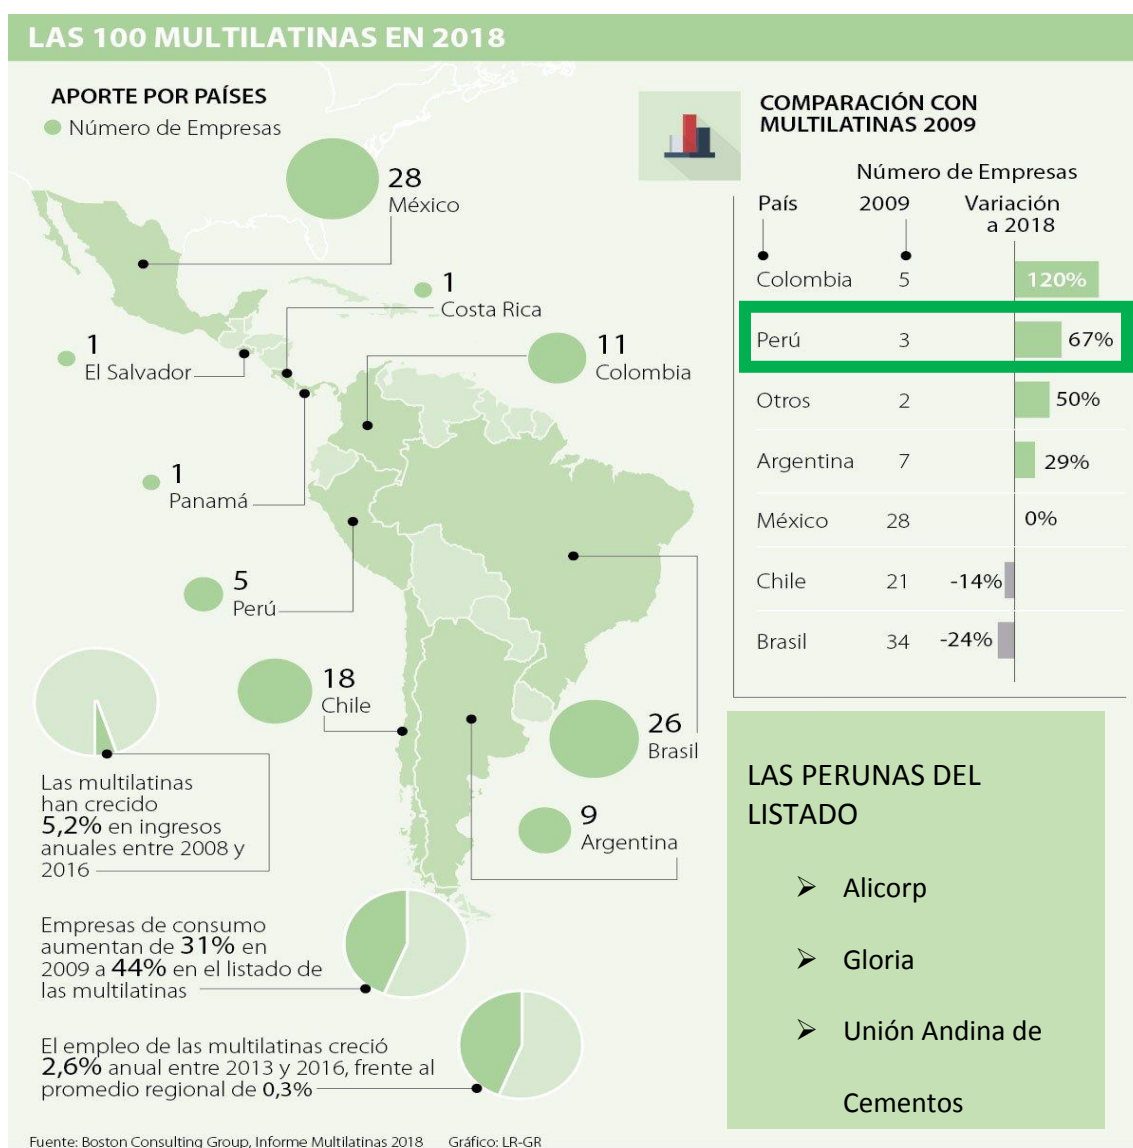 LAS 100 MULTILATINAS EN 2018
APORTE POR PAÍSES
Número de Empresas
28
México
1
Costa Rica
1
El Salvador
11
Colombia
1
Panamá
5
Perú
18
Chile
26
Brasil
9
Argentina
Las multilatinas
han crecido
5,2% en ingresos
anuales entre 2008 y
2016
Empresas de consumo
aumentan de 31% en
2009 a 44% en el listado de
las multilatinas
El empleo de las multilatinas creció
2,6% anual entre 2013 y 2016, frente al
promedio regional de 0,3%
COMPARACIÓN CON
MULTILATINAS 2009
Número de Empresas
País 2009 Variación
a 2018
Colombia 5 120%
Perú 3 67%
Otros 2 50%
Argentina 7 29%
México 28 0%
Chile 21 -14%
Brasil 34 -24%
LAS PERUNAS DEL
LISTADO
Alicorp
Gloria
Unión Andina de
Cementos
Fuente: Boston Consulting Group, Informe Multilatinas 2018 Gráfico: LR-GR